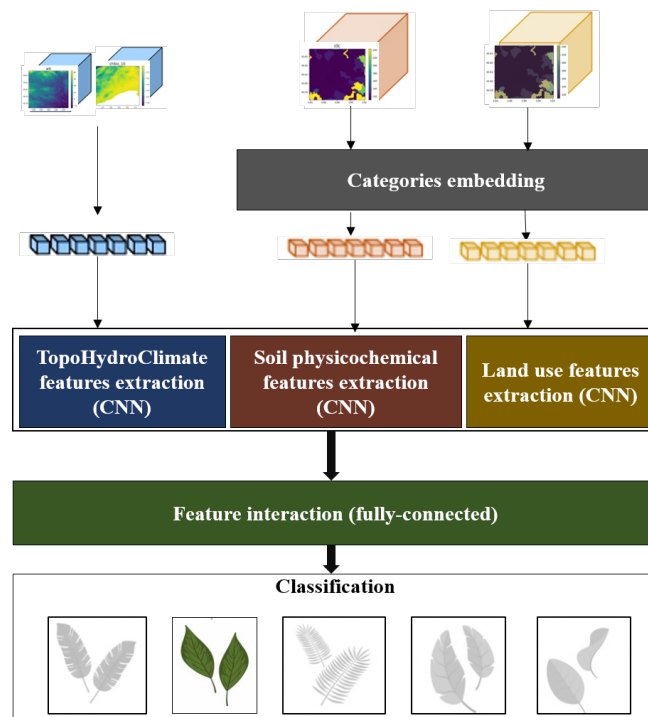 Categories embedding
TopoHydroClimate
features extraction
(CNN)
Soil physicochemical
features extraction
(CNN)
Land use features
extraction (CNN)
Feature interaction (fully-connected)
Classification